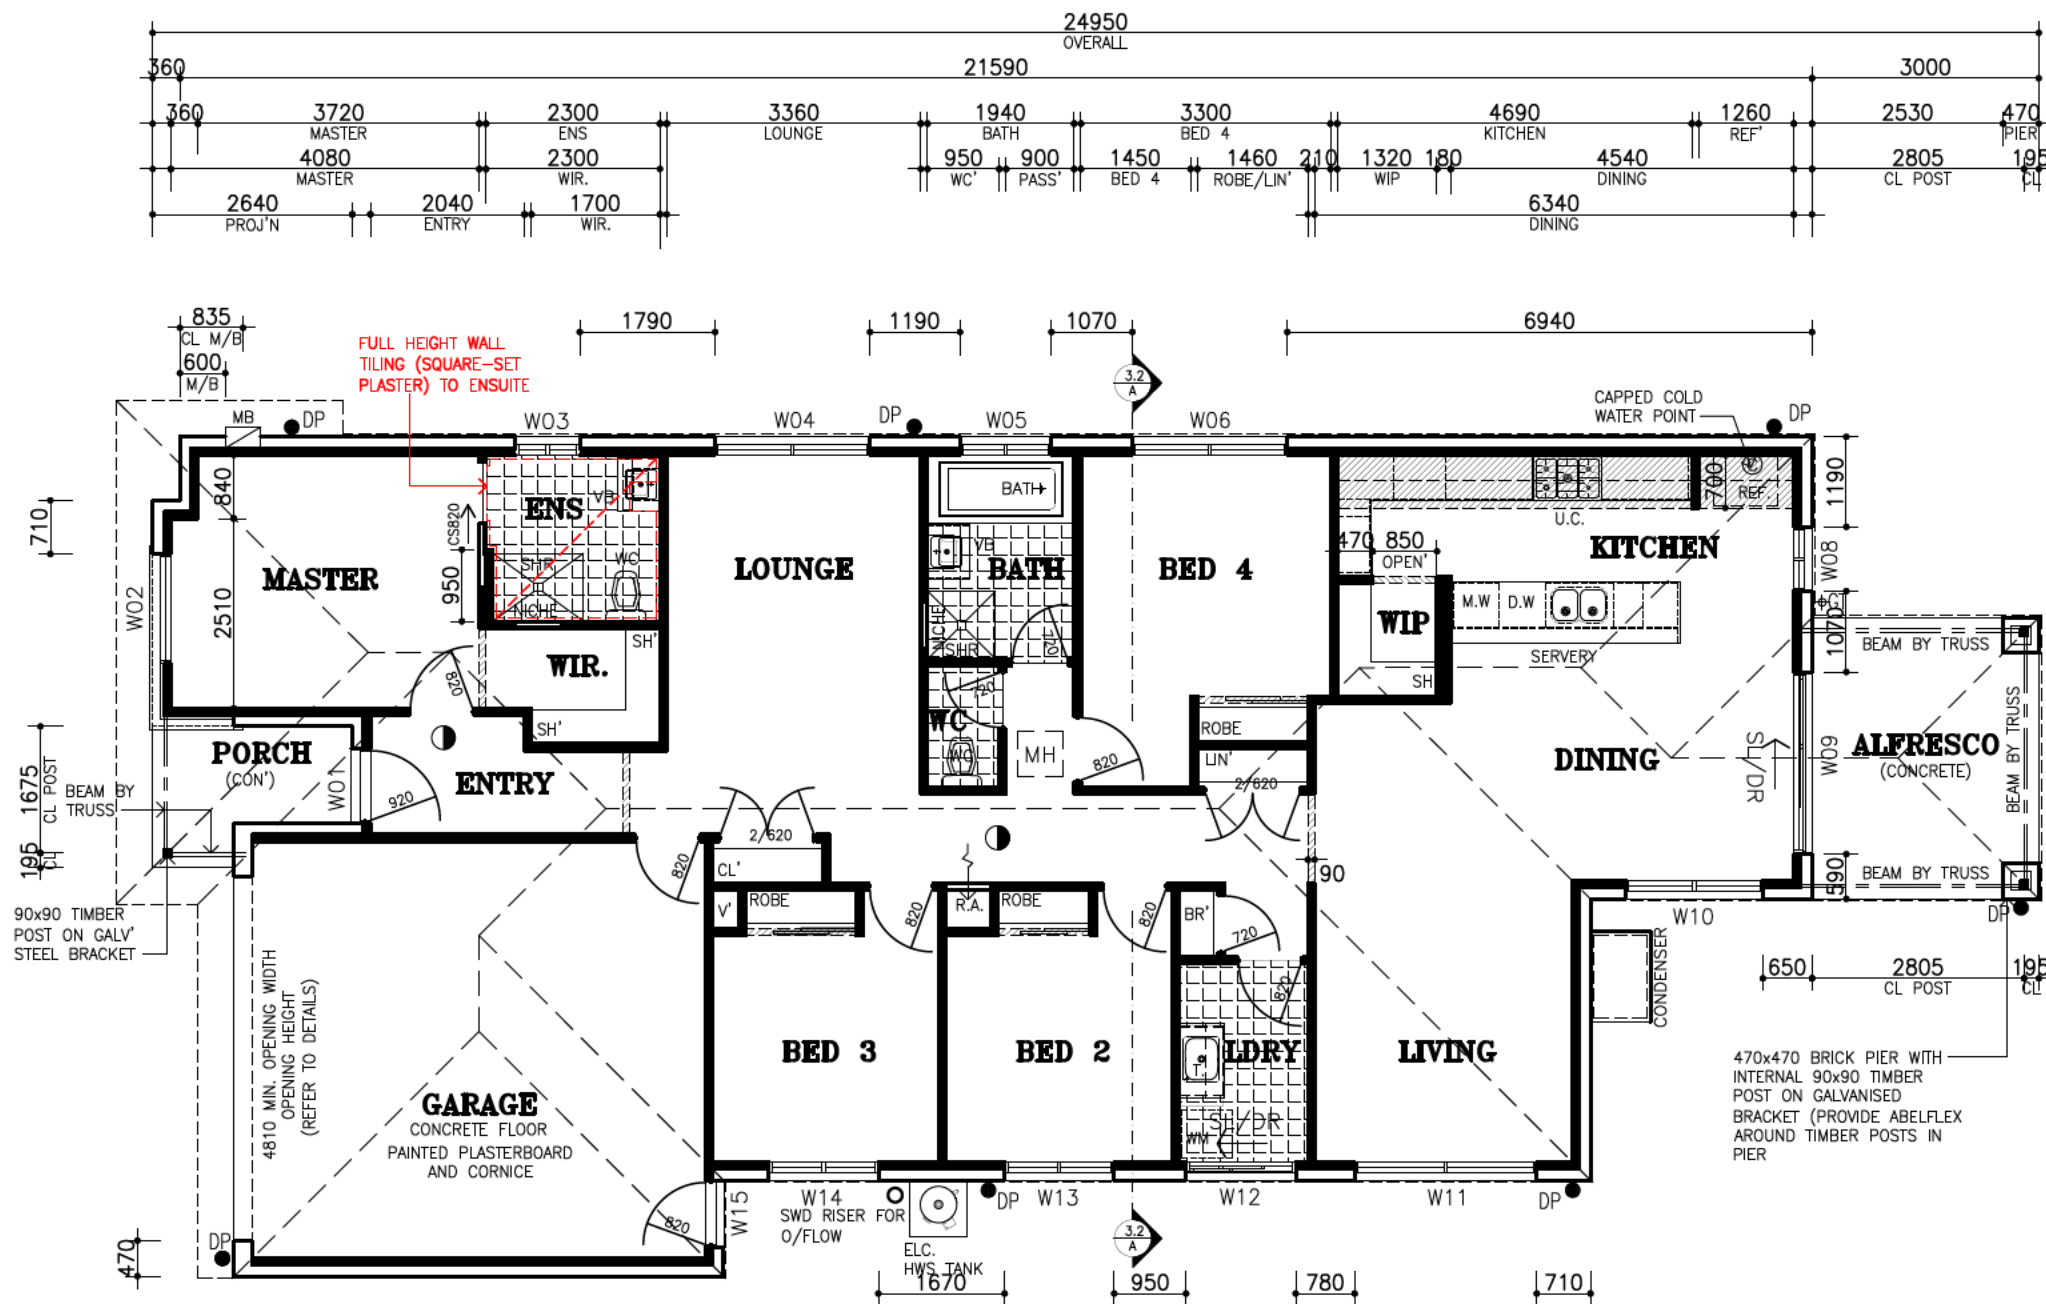 24950
OVERALL
360 21590 3000
360 3720 2300 3360 1940 3300 4690 1260 2530 470
MASTER ENS LOUNGE BATH BED 4 KITCHEN REF' PIER
4080 2300 950 900 1450 1460 210 1320 180 4540 2805 195
MASTER WIR. WC' PASS' BED 4 ROBE/LIN' WIP DINING CL POST CL
2640 2040 1700 6340
PROJ'N ENTRY WIR. DINING
835 1790 1190 1070 6940
CL M/B
600
M/B
FULL HEIGHT WALL
TILING (SQUARE-SET
PLASTER) TO ENSUITE
3.2
A
CAPPED COLD
WATER POINT
MB DP W03 W04 DP W05 W06 DP
840
710
2510
W02
MASTER
CS820
950
ENS
VB
SHR
WC
NICHE
LOUNGE
BATH
VB
BATH
NICHE
SHR
720
BED 4
U.C.
700
REF.
KITCHEN
1190
W08
G
1070
470 850
OPEN'
M.W D.W
WIP
SERVERY
SH
820
WIR.
SH'
SH'
720
WC
WC
MH
820
ROBE
LIN'
2/620
PORCH
(CON')
W01
920
ENTRY
1675
CL POST
195
CL
BEAM BY
TRUSS
DINING
SL/DR
W09
ALFRESCO
(CONCRETE)
BEAM BY TRUSS
BEAM BY TRUSS
BEAM BY TRUSS
590
2/620
CL'
820
90
V'
ROBE
820
R.A.
ROBE
820
BR'
720
820
W10
DP
90x90 TIMBER
POST ON GALV'
STEEL BRACKET
CONDENSER
650 2805 195
CL POST CL
4810 MIN. OPENING WIDTH
OPENING HEIGHT
(REFER TO DETAILS)
GARAGE
CONCRETE FLOOR
PAINTED PLASTERBOARD
AND CORNICE
BED 3
BED 2
LDRY
T.
WM
SL/DR
LIVING
470x470 BRICK PIER WITH
INTERNAL 90x90 TIMBER
POST ON GALVANISED
BRACKET (PROVIDE ABELFLEX
AROUND TIMBER POSTS IN
PIER
820
W15
W14
SWD RISER FOR
O/FLOW
DP
W13
W12
W11
DP
3.2
A
DP
470
ELC.
HWS TANK
1670 950 780 710